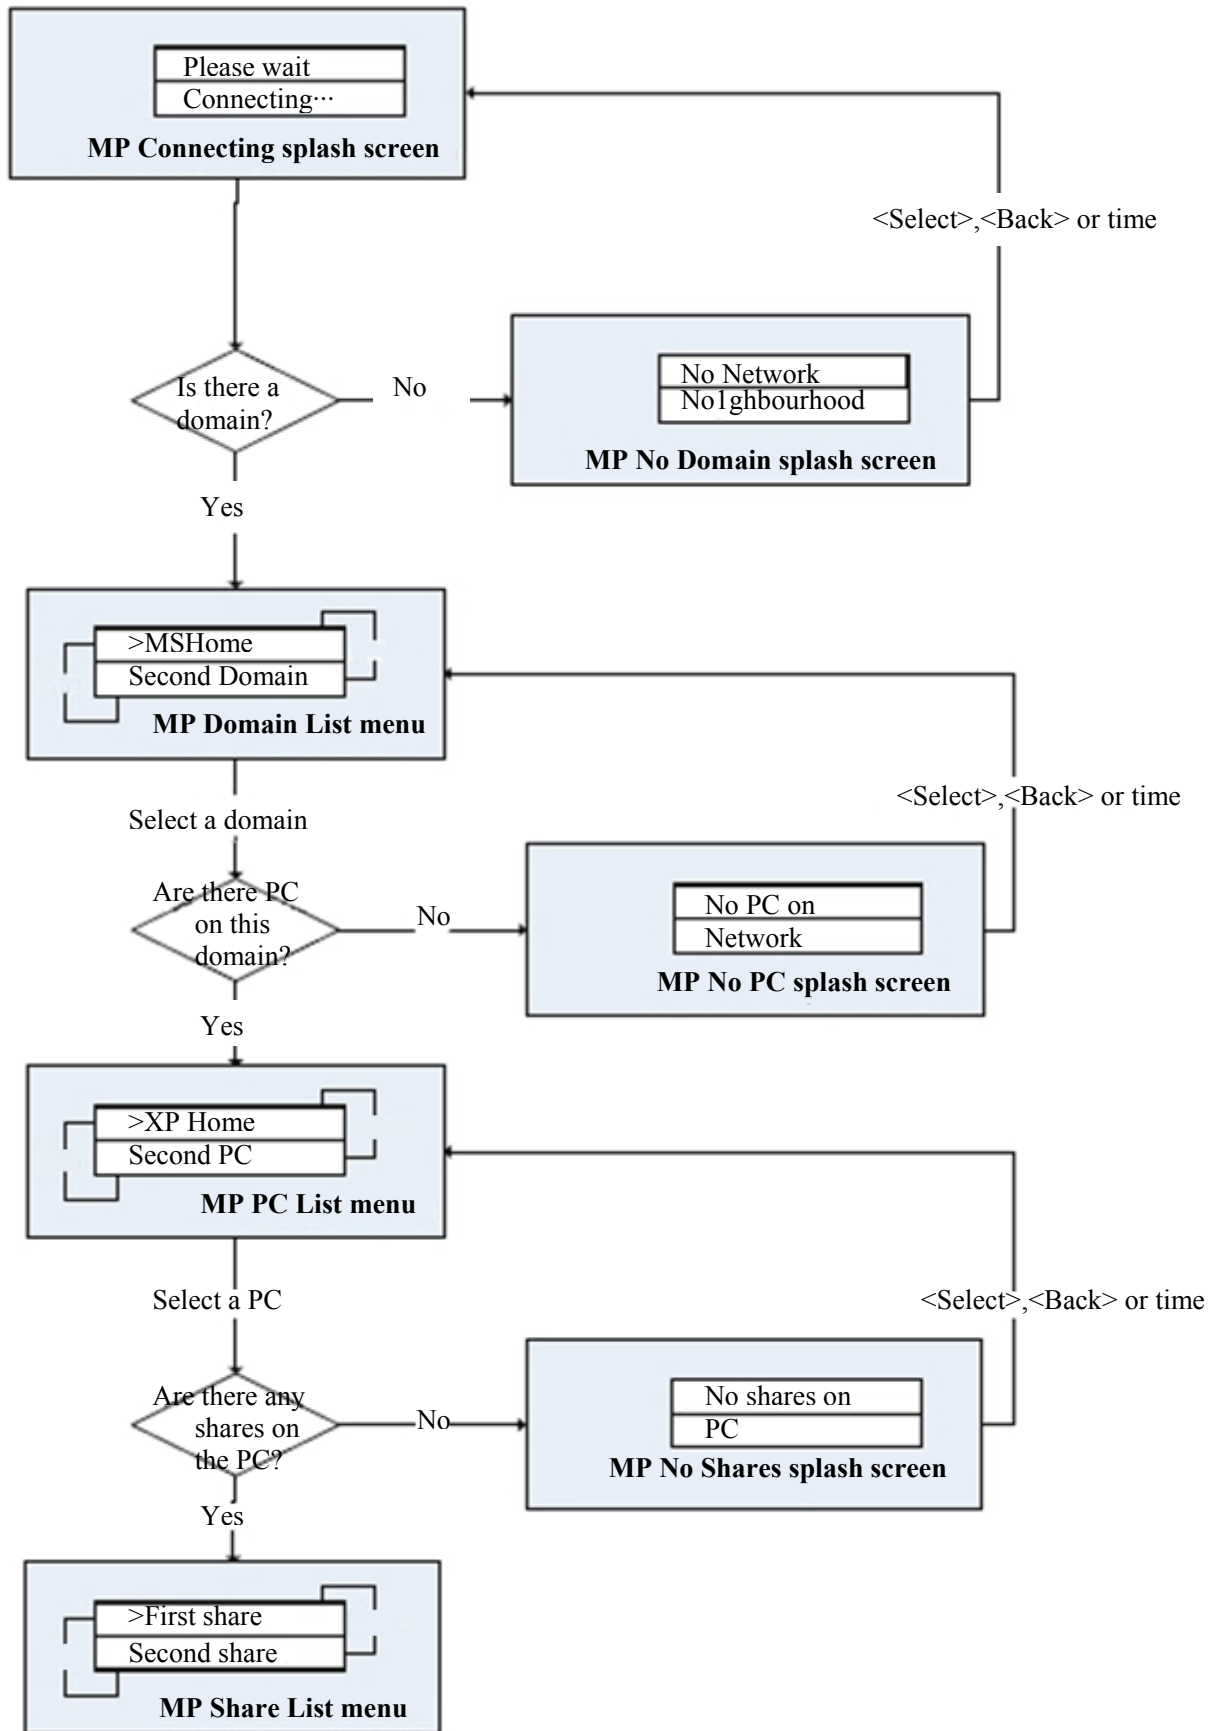 Please wait
Connecting···
MP Connecting splash screen
<Select>,<Back> or time
Is there a
domain?
No
No Network
No1ghbourhood
MP No Domain splash screen
Yes
>MSHome
Second Domain
MP Domain List menu
<Select>,<Back> or time
Select a domain
Are there PC
on this
domain?
No
No PC on
Network
MP No PC splash screen
Yes
>XP Home
Second PC
MP PC List menu
Select a PC
<Select>,<Back> or time
Are there any
shares on
the PC?
No
No shares on
PC
MP No Shares splash screen
Yes
>First share
Second share
MP Share List menu